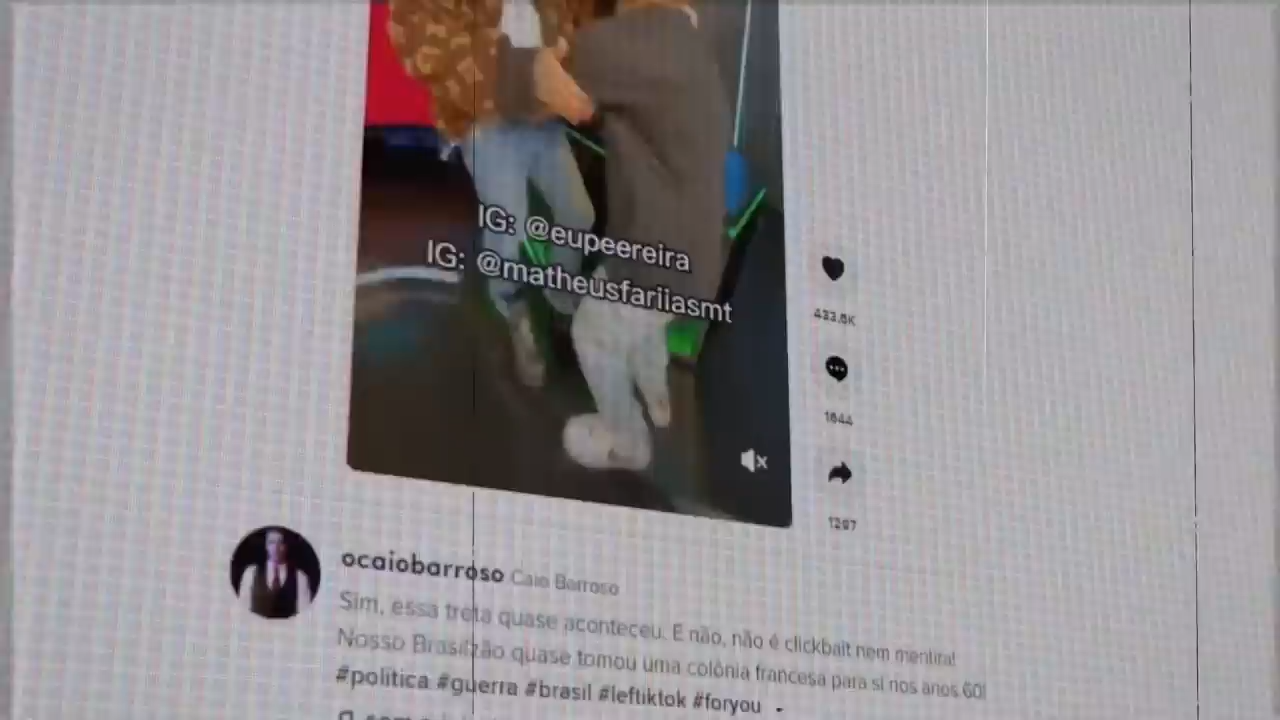 IG: @eupeereira
IG: @matheusfariiasmt
433.6K
1644
1297
ocaiobarroso Caio Barroso
Sim, essa treta quase aconteceu. E não, não é clickbait nem mentira!
Nosso Brasilzão quase tomou uma colônia francesa para si nos anos 60!
#politica #guerra #brasil #leftiktok #foryou